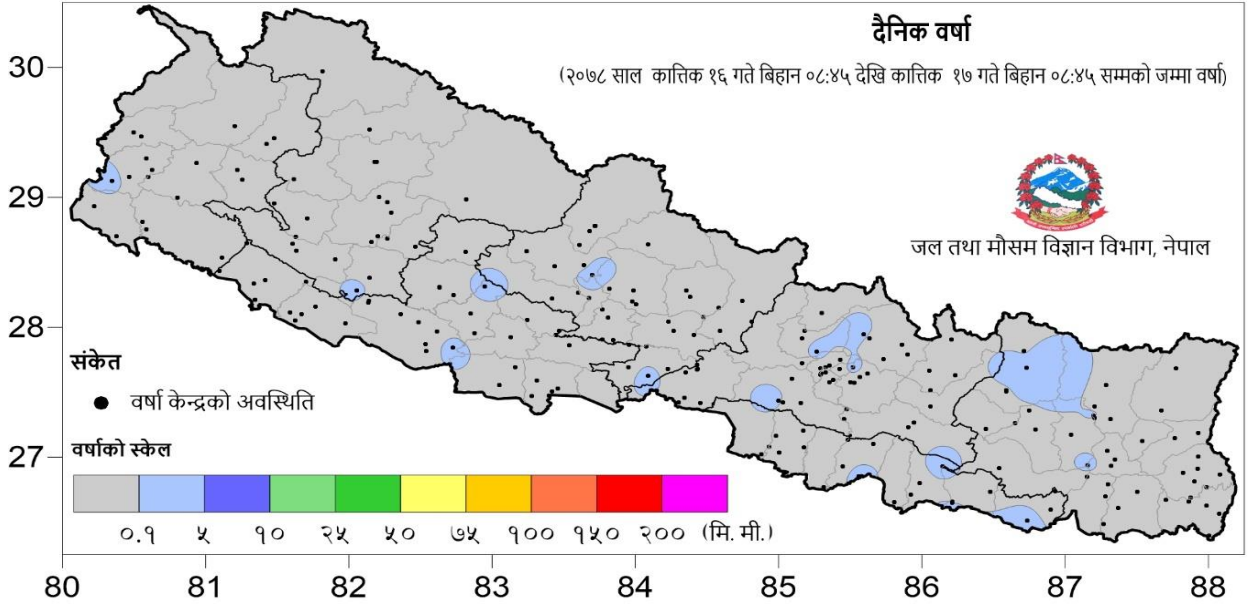 दैनिक वर्षा
(२०७८ साल कात्तिक १६ गते बिहान ०८:४५ देखि कात्तिक १७ गते बिहान ०८:४५ सम्मको जम्मा वर्षा)
जल तथा मौसम विज्ञान विभाग, नेपाल
30
29
28
27
संकेत
वर्षा केन्द्रको अवस्थिति
वर्षाको स्केल
०.१ ५ १० २५ ५० ७५ १०० १५० २०० (मि. मी.)
80 81 82 83 84 85 86 87 88